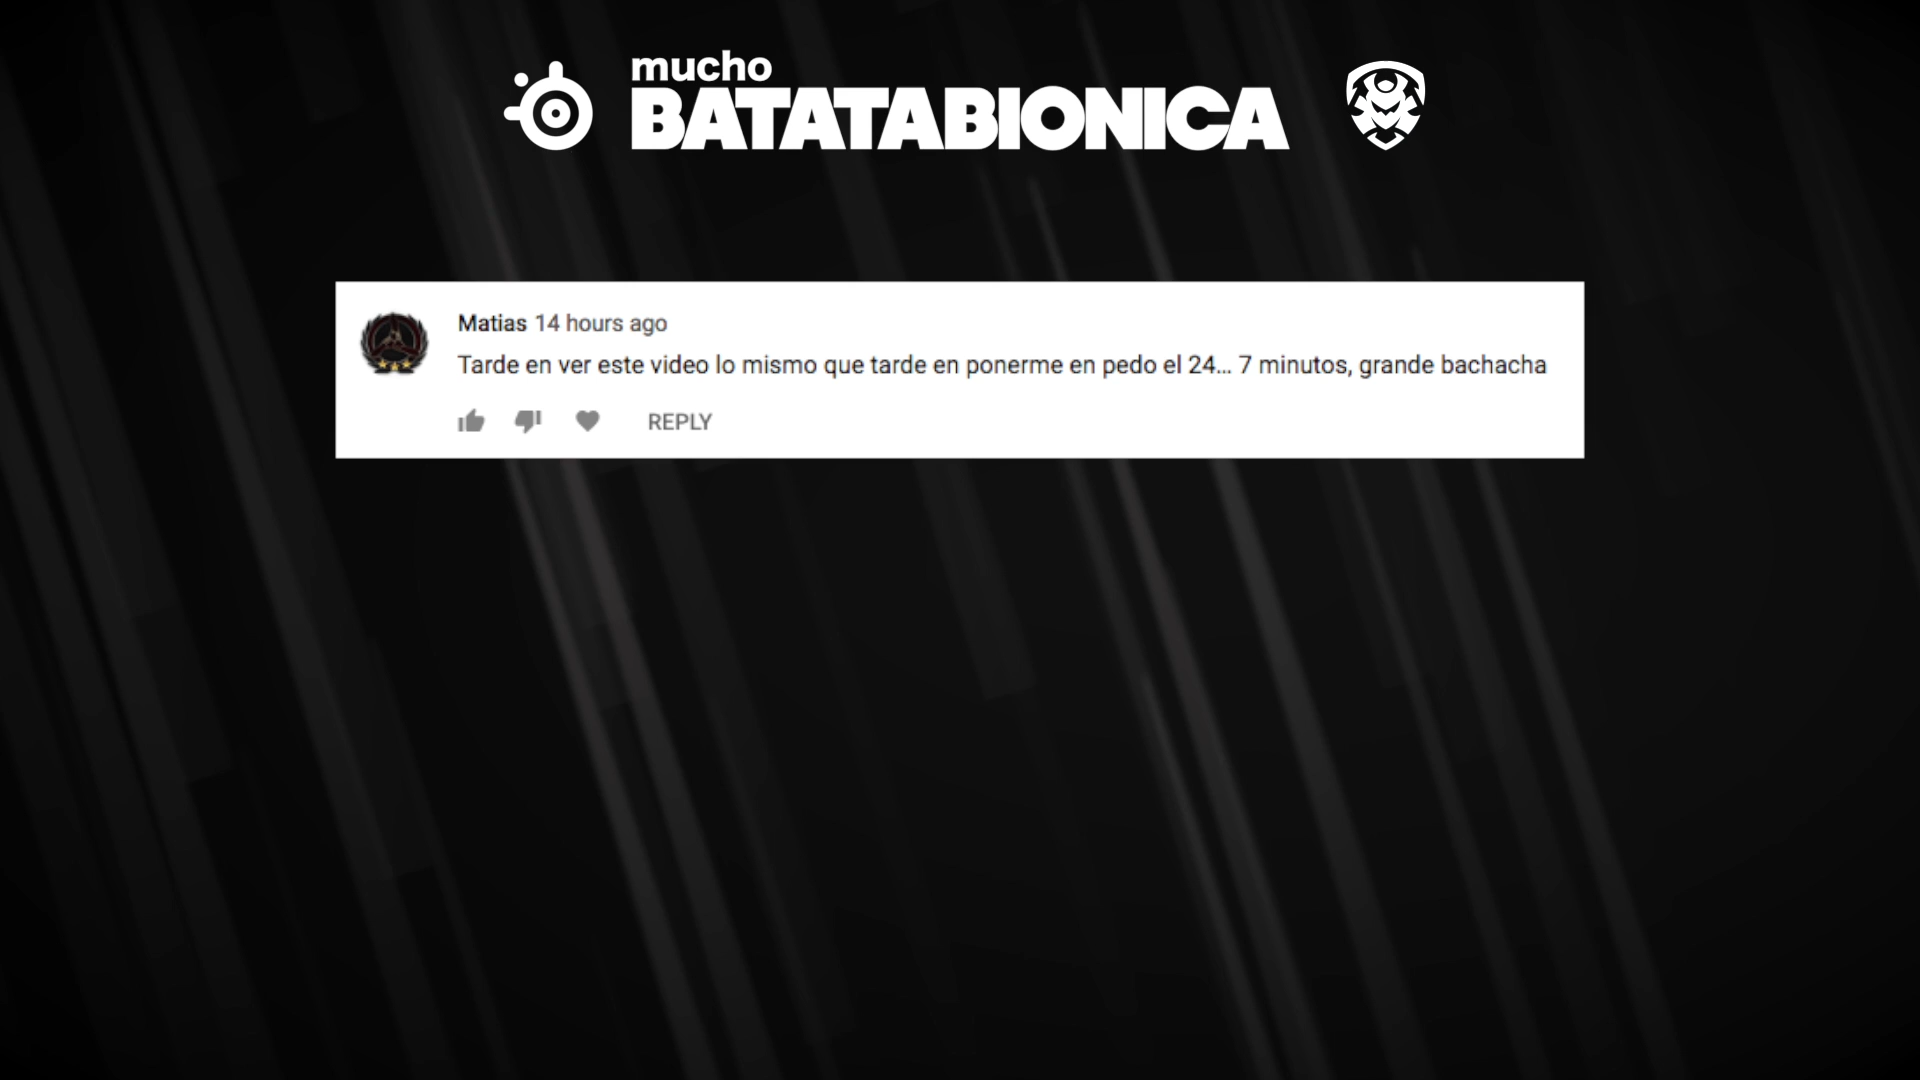 mucho
BATATABIONICA
Matias 14 hours ago
Tarde en ver este video lo mismo que tarde en ponerme en pedo el 24... 7 minutos, grande bachacha
REPLY